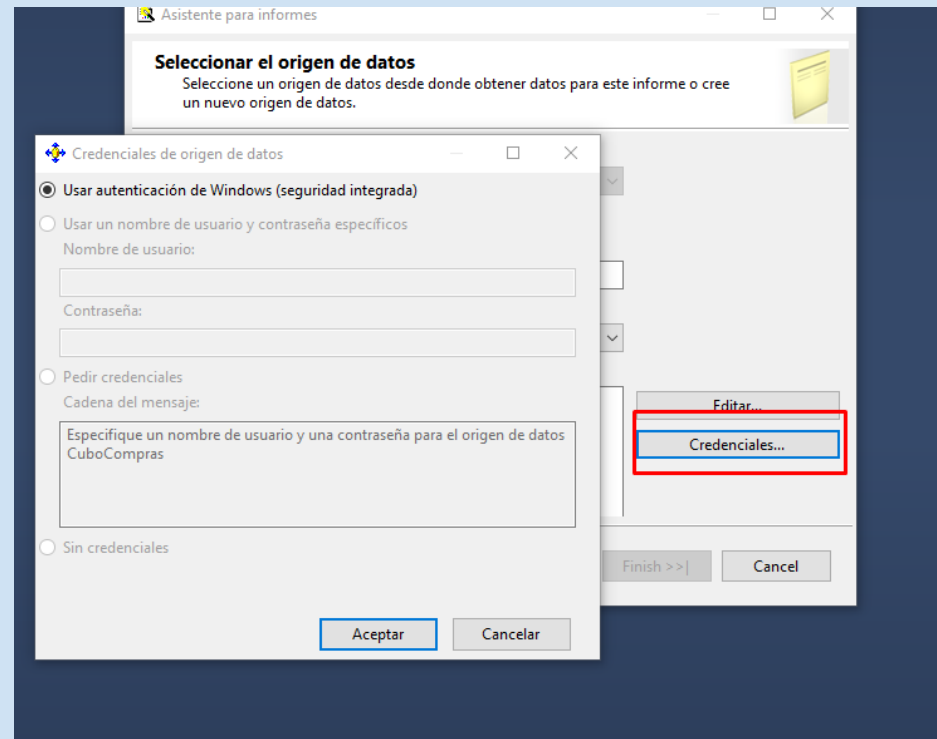 Asistente para informes
Seleccionar el origen de datos
Seleccione un origen de datos desde donde obtener datos para este informe o cree
un nuevo origen de datos.
Credenciales de origen de datos
Usar autenticación de Windows (seguridad integrada)
Usar un nombre de usuario y contraseña específicos
Nombre de usuario:
Contraseña:
Pedir credenciales
Cadena del mensaje:
Especifique un nombre de usuario y una contraseña para el origen de datos
CuboCompras
Sin credenciales
Aceptar
Cancelar
Editar...
Credenciales...
Finish >>|
Cancel